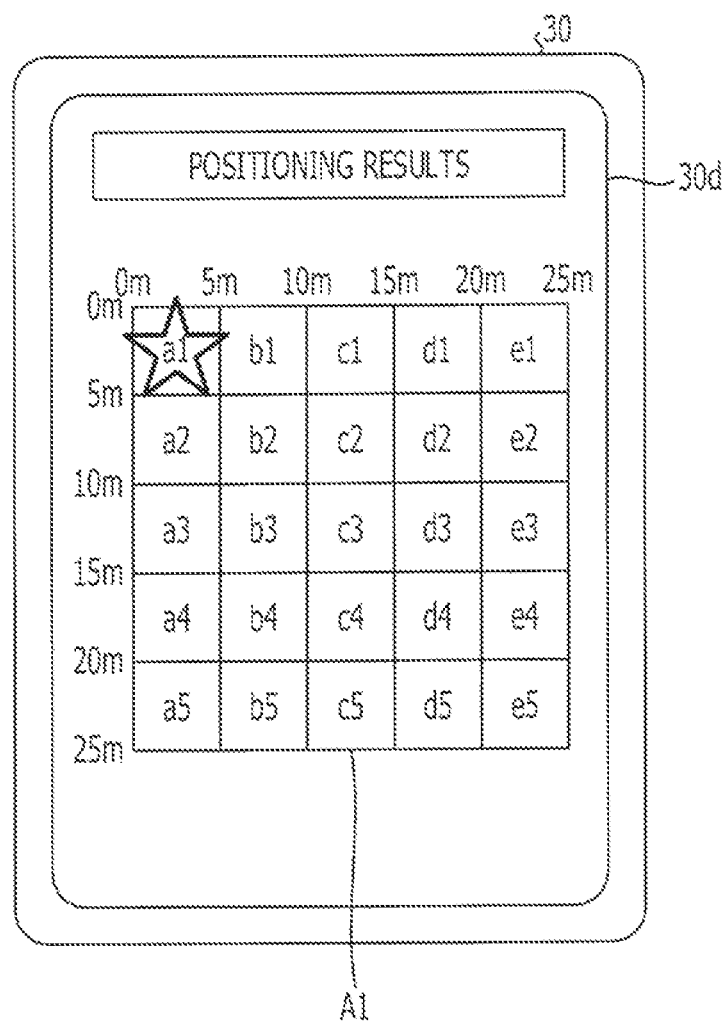 30
POSITIONING RESULTS
30d
0m 5m 10m 15m 20m 25m
0m
a1 b1 c1 d1 e1
5m
a2 b2 c2 d2 e2
10m
a3 b3 c3 d3 e3
15m
a4 b4 c4 d4 e4
20m
a5 b5 c5 d5 e5
25m
A1